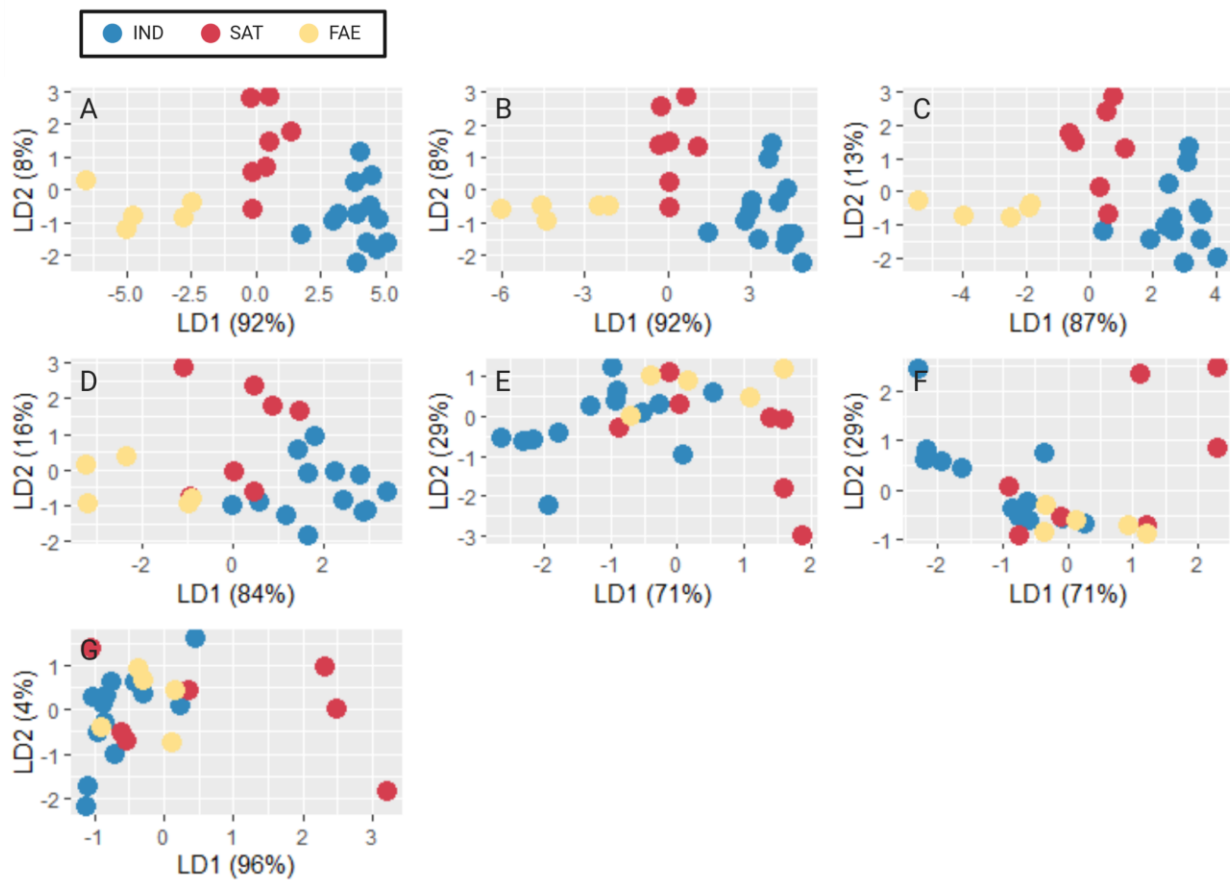 IND SAT FAE
A
LD2 (8%)
3
2
1
0
-1
-2
-5.0 -2.5 0.0 2.5 5.0
LD1 (92%)
B
LD2 (8%)
3
2
1
0
-1
-2
-6 -3 0 3
LD1 (92%)
C
LD2 (13%)
3
2
1
0
-1
-2
-4 -2 0 2 4
LD1 (87%)
D
LD2 (16%)
3
2
1
0
-1
-2
-2 0 2
LD1 (84%)
E
LD2 (29%)
1
0
-1
-2
-3
-2 -1 0 1 2
LD1 (71%)
F
LD2 (29%)
2
1
0
-1
-2 -1 0 1 2
LD1 (71%)
G
LD2 (4%)
1
0
-1
-2
-1 0 1 2 3
LD1 (96%)